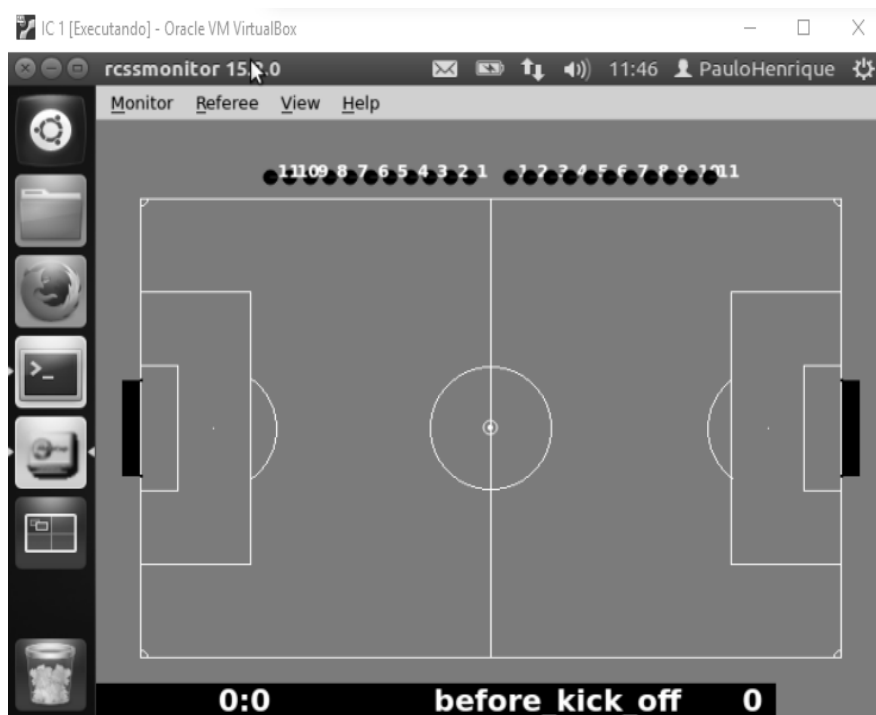 IC 1 [Executando] - Oracle VM VirtualBox
11:46 PauloHenrique
Monitor Referee View Help
11 10 9 8 7 6 5 4 3 2 1 1 2 3 4 5 6 7 8 9 10 11
0:0 before_kick_off 0